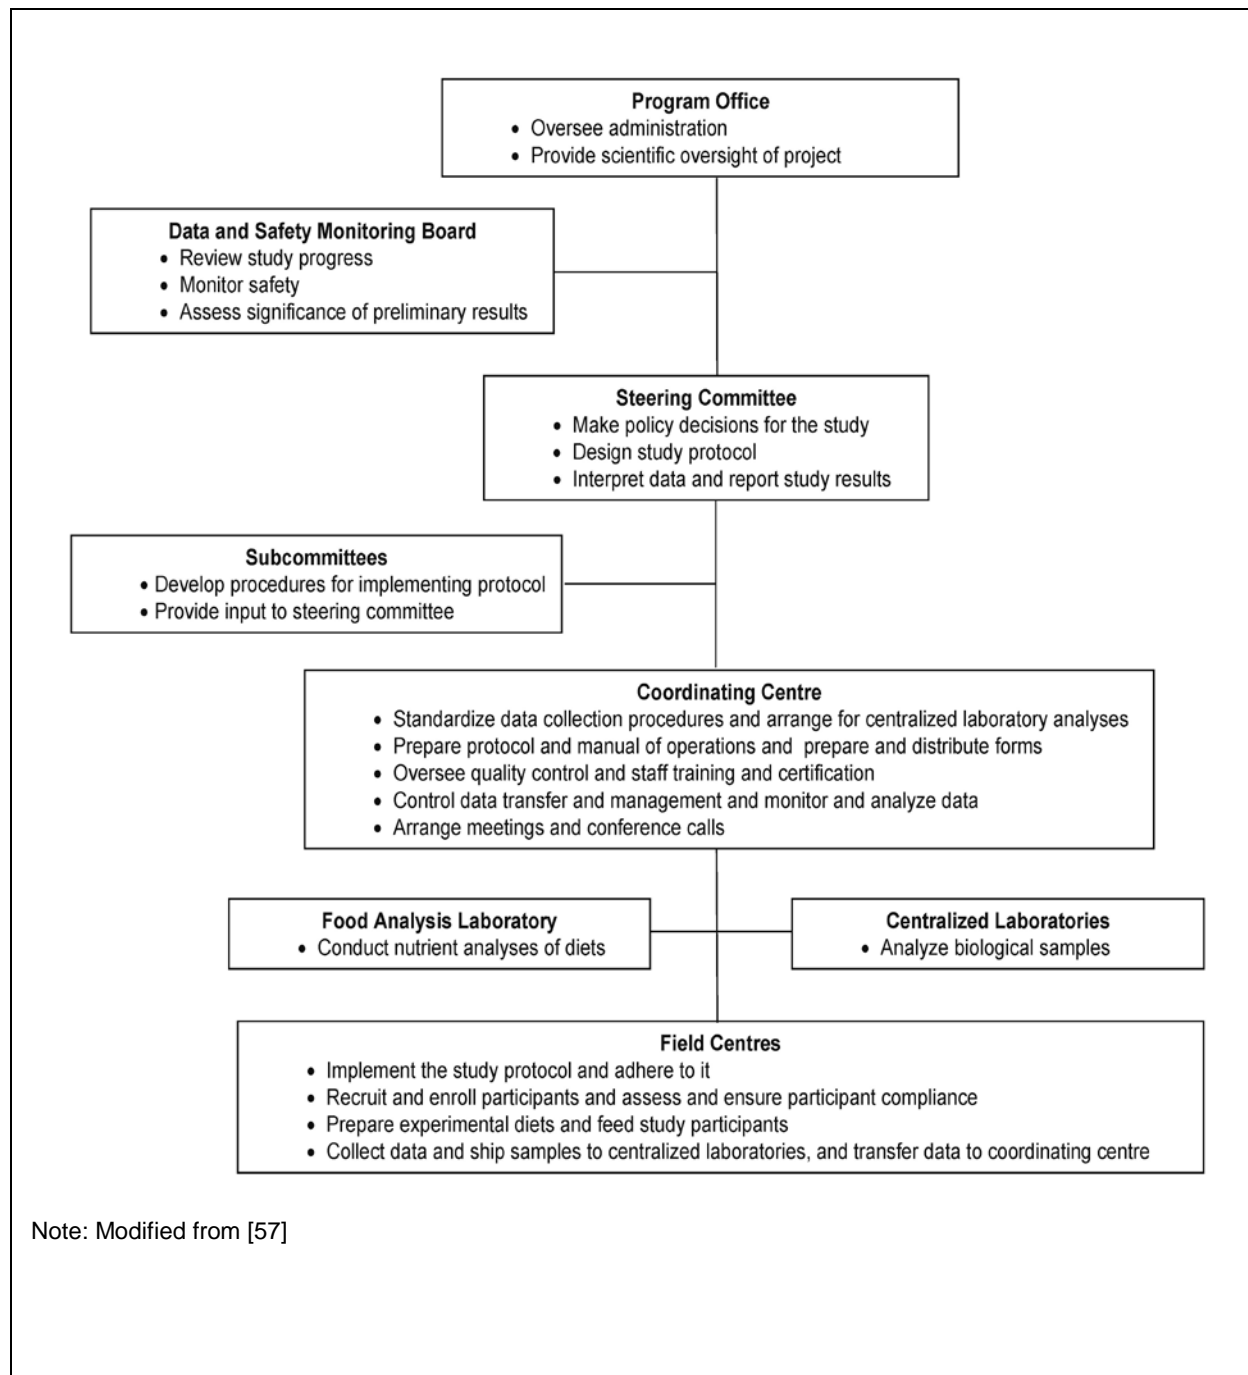 Program Office
• Oversee administration
• Provide scientific oversight of project
Data and Safety Monitoring Board
• Review study progress
• Monitor safety
• Assess significance of preliminary results
Steering Committee
• Make policy decisions for the study
• Design study protocol
• Interpret data and report study results
Subcommittees
• Develop procedures for implementing protocol
• Provide input to steering committee
Coordinating Centre
• Standardize data collection procedures and arrange for centralized laboratory analyses
• Prepare protocol and manual of operations and prepare and distribute forms
• Oversee quality control and staff training and certification
• Control data transfer and management and monitor and analyze data
• Arrange meetings and conference calls
Food Analysis Laboratory
• Conduct nutrient analyses of diets
Centralized Laboratories
• Analyze biological samples
Field Centres
• Implement the study protocol and adhere to it
• Recruit and enroll participants and assess and ensure participant compliance
• Prepare experimental diets and feed study participants
• Collect data and ship samples to centralized laboratories, and transfer data to coordinating centre
Note: Modified from [57]